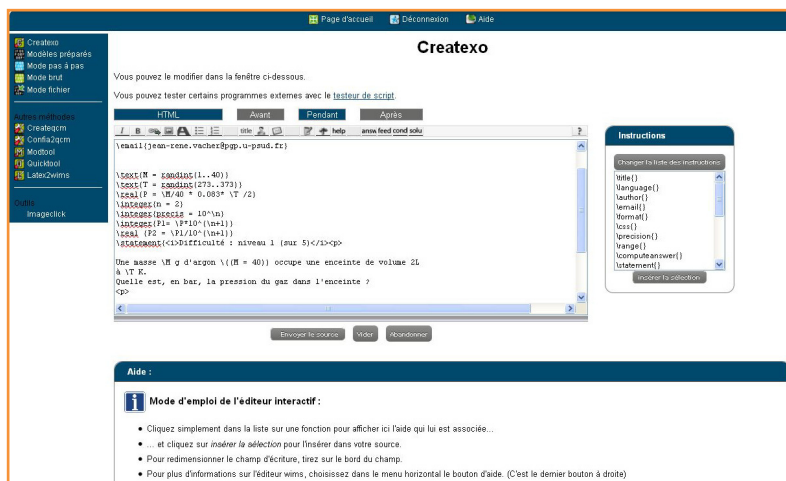 Page d'accueil Déconnexion Aide
Createxo
Createxo
Modèles préparés
Mode pas à pas
Mode brut
Mode fichier
Autres méthodes
Createqcm
Confia2qcm
Modtool
Quicktool
Latex2wims
Outils
Imageclick
Vous pouvez le modifier dans la fenêtre ci-dessous.
Vous pouvez tester certains programmes externes avec le testeur de script.
HTML Avant Pendant Après
I B title help answ feed cond solu ?
\email{jean-rene.vacher@pgp.u-psud.fr}
\text{M = randint(1..40)}
\text{T = randint(273..373)}
\real{P = \M/40 * 0.083* \T /2}
\integer{n = 2}
\integer{precis = 10^\n}
\integer{P1= \P*10^(\n+1)}
\real {P2 = \P1/10^(\n+1)}
\statement{<i>Difficulté : niveau 1 (sur 5)</i><p>
Une masse \M g d'argon \((M = 40)) occupe une enceinte de volume 2L
à \T K.
Quelle est, en bar, la pression du gaz dans l'enceinte ?
<p>
Envoyer le source Vider Abandonner
Instructions
Changer la liste des instructions
\title{}
\language{}
\author{}
\email{}
\format{}
\css{}
\precision{}
\range{}
\computeanswer{}
\statement{}
insérer la sélection
Aide :
Mode d'emploi de l'éditeur interactif :
Cliquez simplement dans la liste sur une fonction pour afficher ici l'aide qui lui est associée...
... et cliquez sur insérer la sélection pour l'insérer dans votre source.
Pour redimensionner le champ d'écriture, tirez sur le bord du champ.
Pour plus d'informations sur l'éditeur wims, choisissez dans le menu horizontal le bouton d'aide. (C'est le dernier bouton à droite)